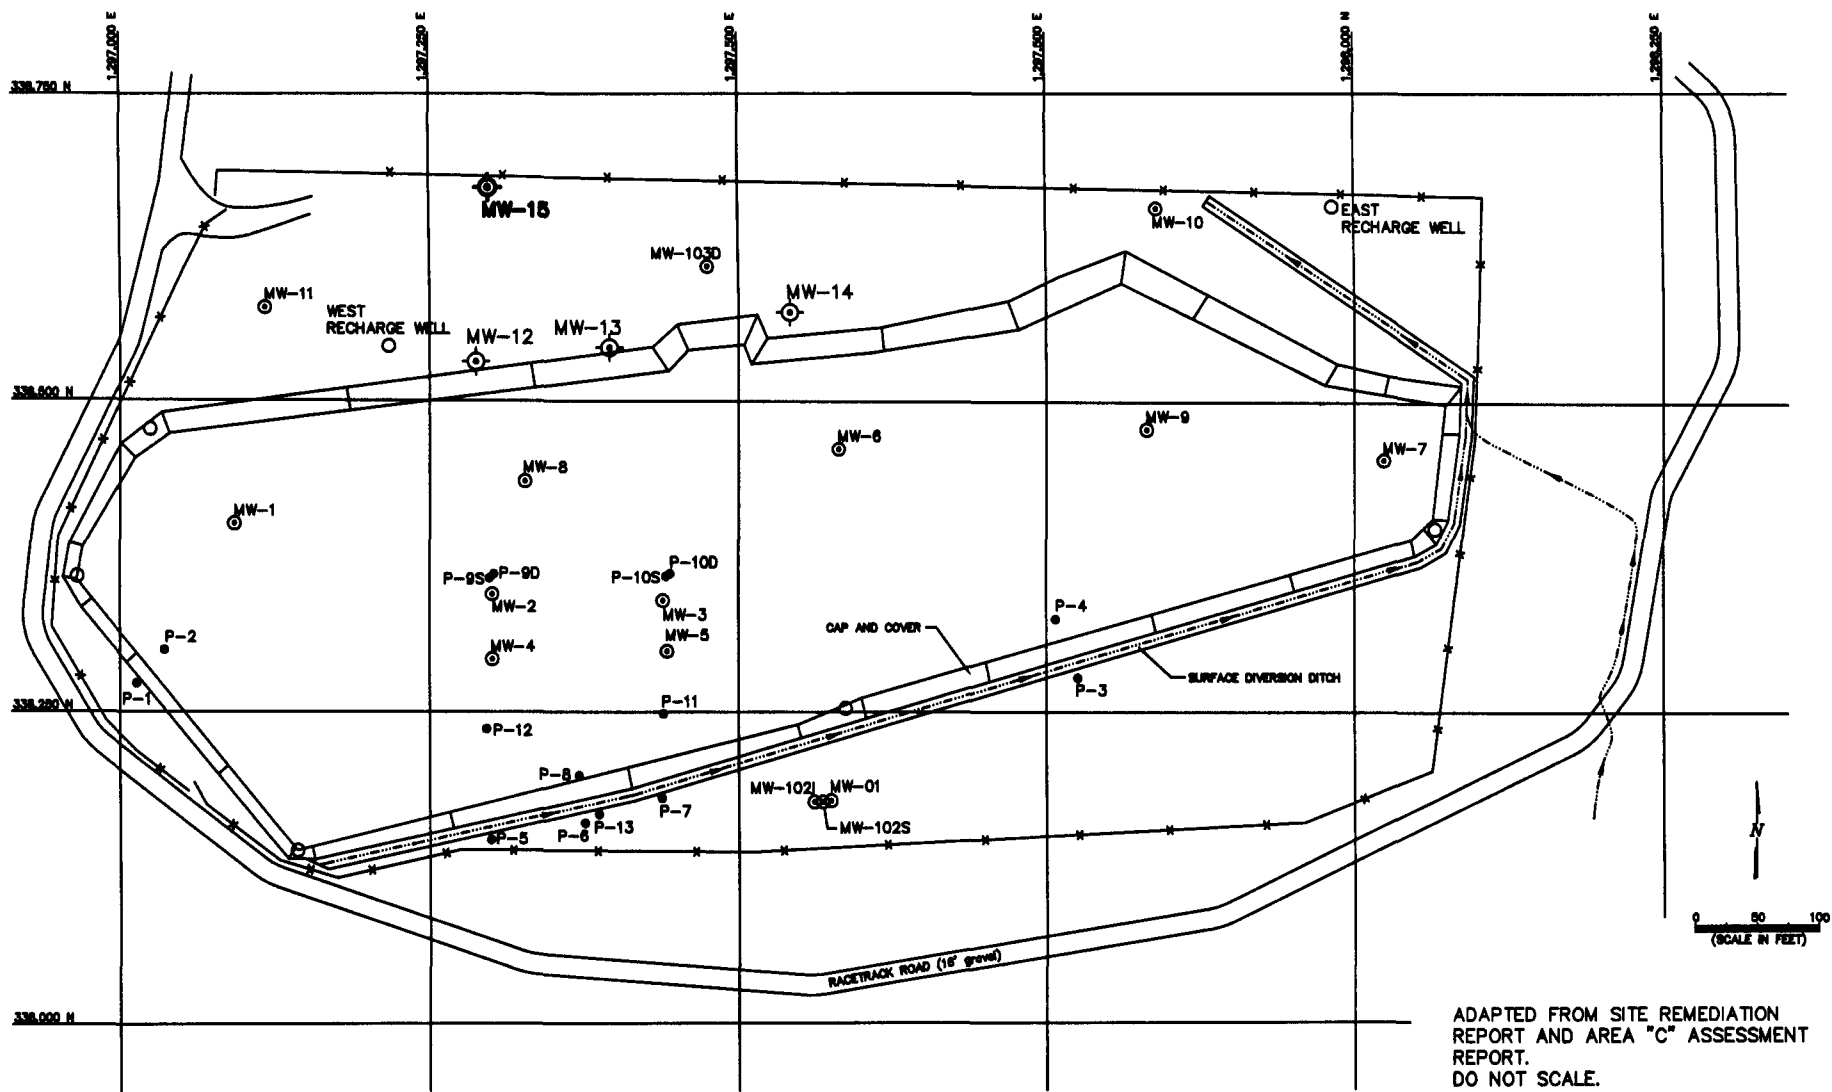 1,297,000 E
1,297,250 E
1,297,500 E
1,297,500 E
1,298,000 N
1,298,250 E
338,750 N
MW-15
MW-10
EAST
RECHARGE WELL
MW-103D
MW-11
WEST
RECHARGE WELL
MW-14
MW-12
MW-13
338,500 N
MW-9
MW-6
MW-7
MW-8
MW-1
P-9S
P-9D
P-10S
P-10D
MW-2
MW-3
P-4
P-2
CAP AND COVER
MW-5
MW-4
SURFACE DIVERSION DITCH
P-3
P-1
338,250 N
P-11
P-12
P-8
MW-102I
MW-01
P-7
MW-102S
P-13
P-6
P-5
N
0 50 100
(SCALE IN FEET)
RACETRACK ROAD (16' gravel)
338,000 N
ADAPTED FROM SITE REMEDIATION
REPORT AND AREA "C" ASSESSMENT
REPORT.
DO NOT SCALE.